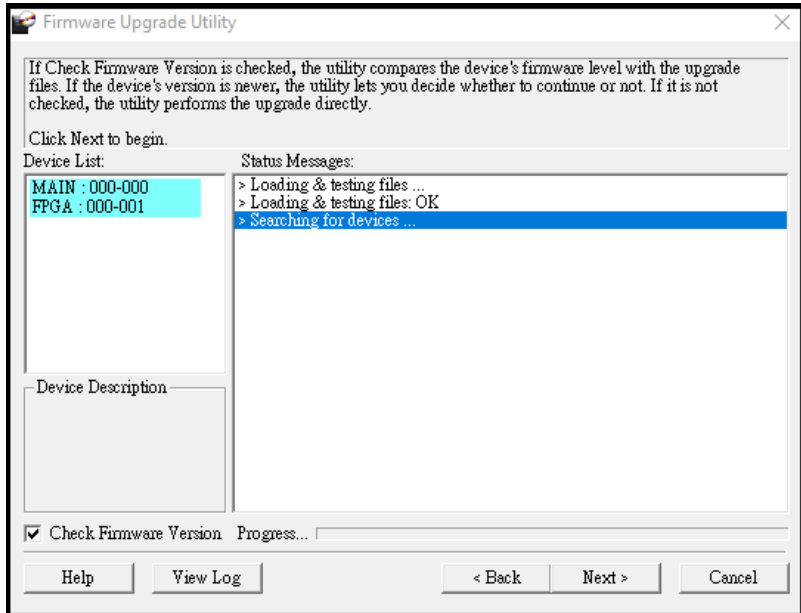 Firmware Upgrade Utility
If Check Firmware Version is checked, the utility compares the device's firmware level with the upgrade
files. If the device's version is newer, the utility lets you decide whether to continue or not. If it is not
checked, the utility performs the upgrade directly.
Click Next to begin.
Device List:
MAIN : 000-000
FPGA : 000-001
Status Messages:
> Loading & testing files ...
> Loading & testing files: OK
> Searching for devices ...
Device Description
Check Firmware Version
Progress...
Help
View Log
< Back
Next >
Cancel